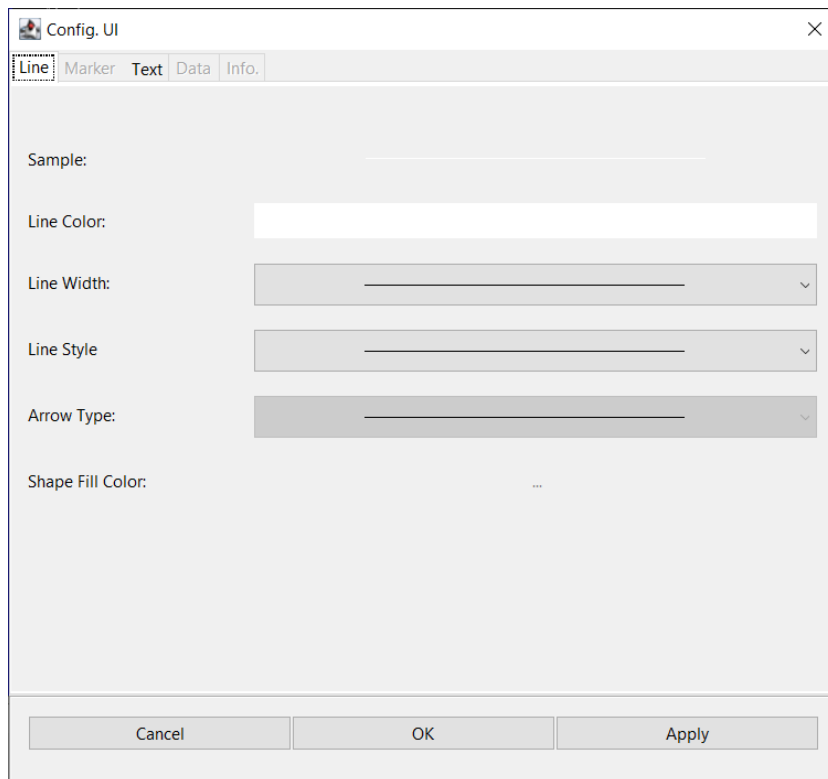 Config. UI
Line Marker Text Data Info.
Sample:
Line Color:
Line Width:
Line Style
Arrow Type:
Shape Fill Color: ...
Cancel OK Apply